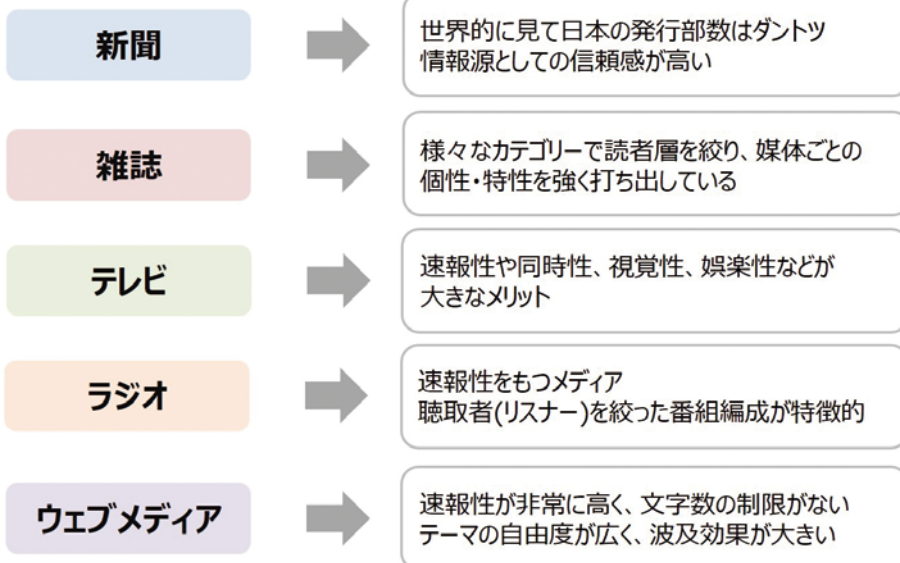 新聞
世界的に見て日本の発行部数はダントツ
情報源としての信頼感が高い
雑誌
様々なカテゴリーで読者層を絞り、媒体ごとの
個性・特性を強く打ち出している
テレビ
速報性や同時性、視覚性、娯楽性などが
大きなメリット
ラジオ
速報性をもつメディア
聴取者(リスナー)を絞った番組編成が特徴的
ウェブメディア
速報性が非常に高く、文字数の制限がない
テーマの自由度が広く、波及効果が大きい